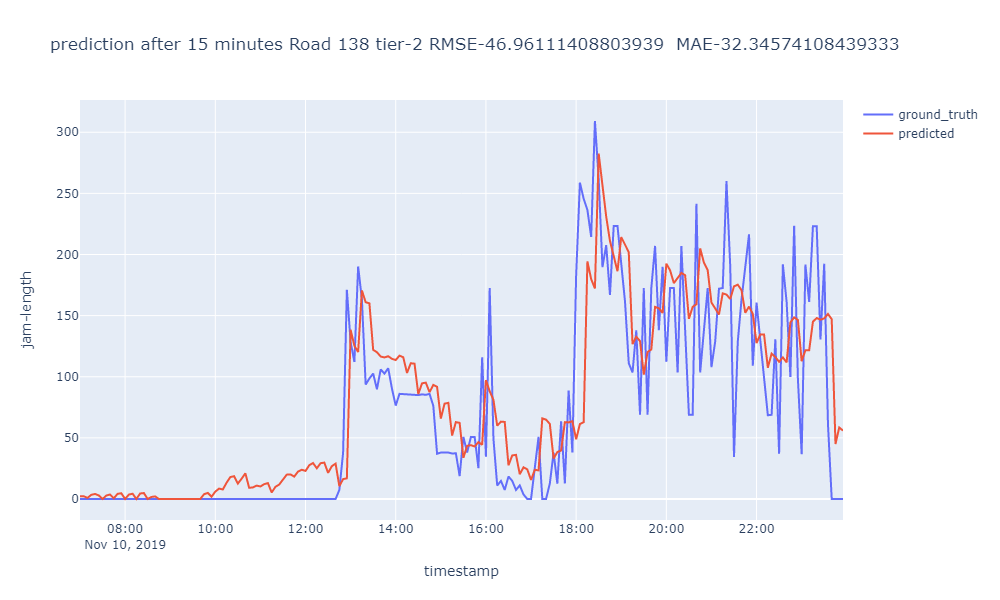 prediction after 15 minutes Road 138 tier-2 RMSE-46.96111408803939  MAE-32.34574108439333
ground_truth
predicted
300
250
200
150
100
50
0
jam-length
08:00 10:00 12:00 14:00 16:00 18:00 20:00 22:00
Nov 10, 2019
timestamp